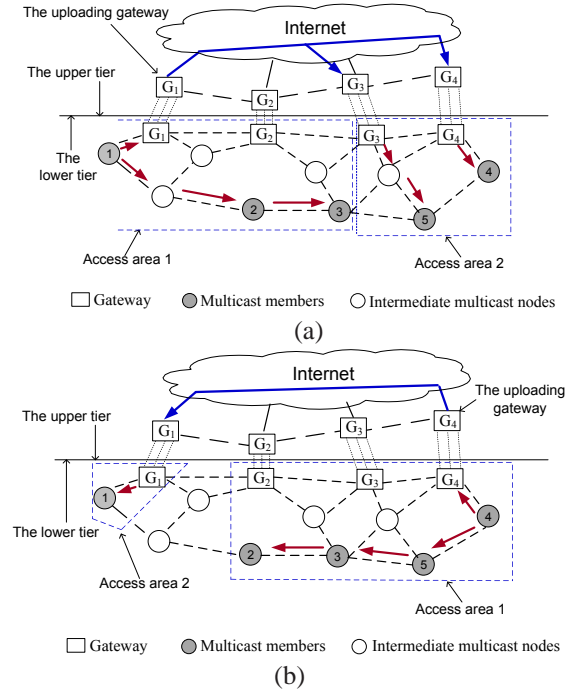 The uploading gateway
Internet
The upper tier
G1
G2
G3
G4
The lower tier
G1
G2
G3
G4
1
2
3
4
5
Access area 1
Access area 2
Gateway
Multicast members
Intermediate multicast nodes
(a)
Internet
The upper tier
The uploading gateway
G1
G2
G3
G4
The lower tier
G1
G2
G3
G4
1
2
3
4
5
Access area 2
Access area 1
Gateway
Multicast members
Intermediate multicast nodes
(b)